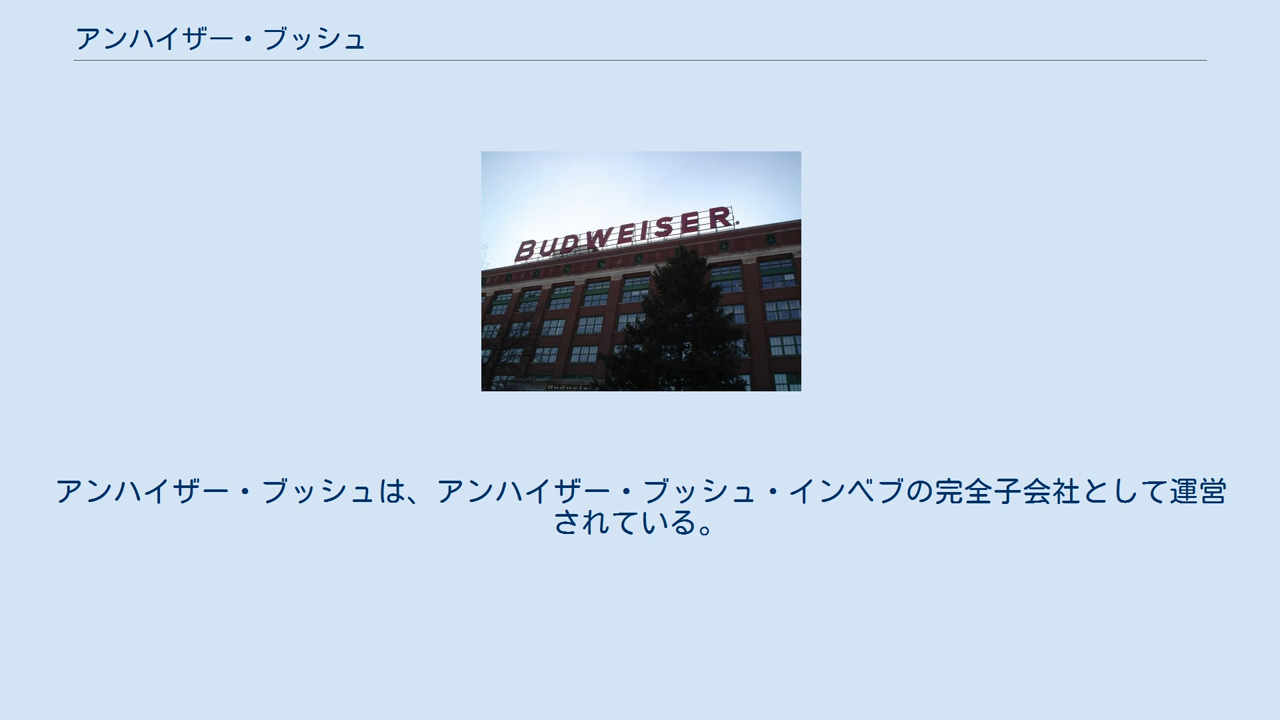 アンハイザー・ブッシュ
BUDWEISER.
Budweiser
アンハイザー・ブッシュは、アンハイザー・ブッシュ・インベブの完全子会社として運営
されている。